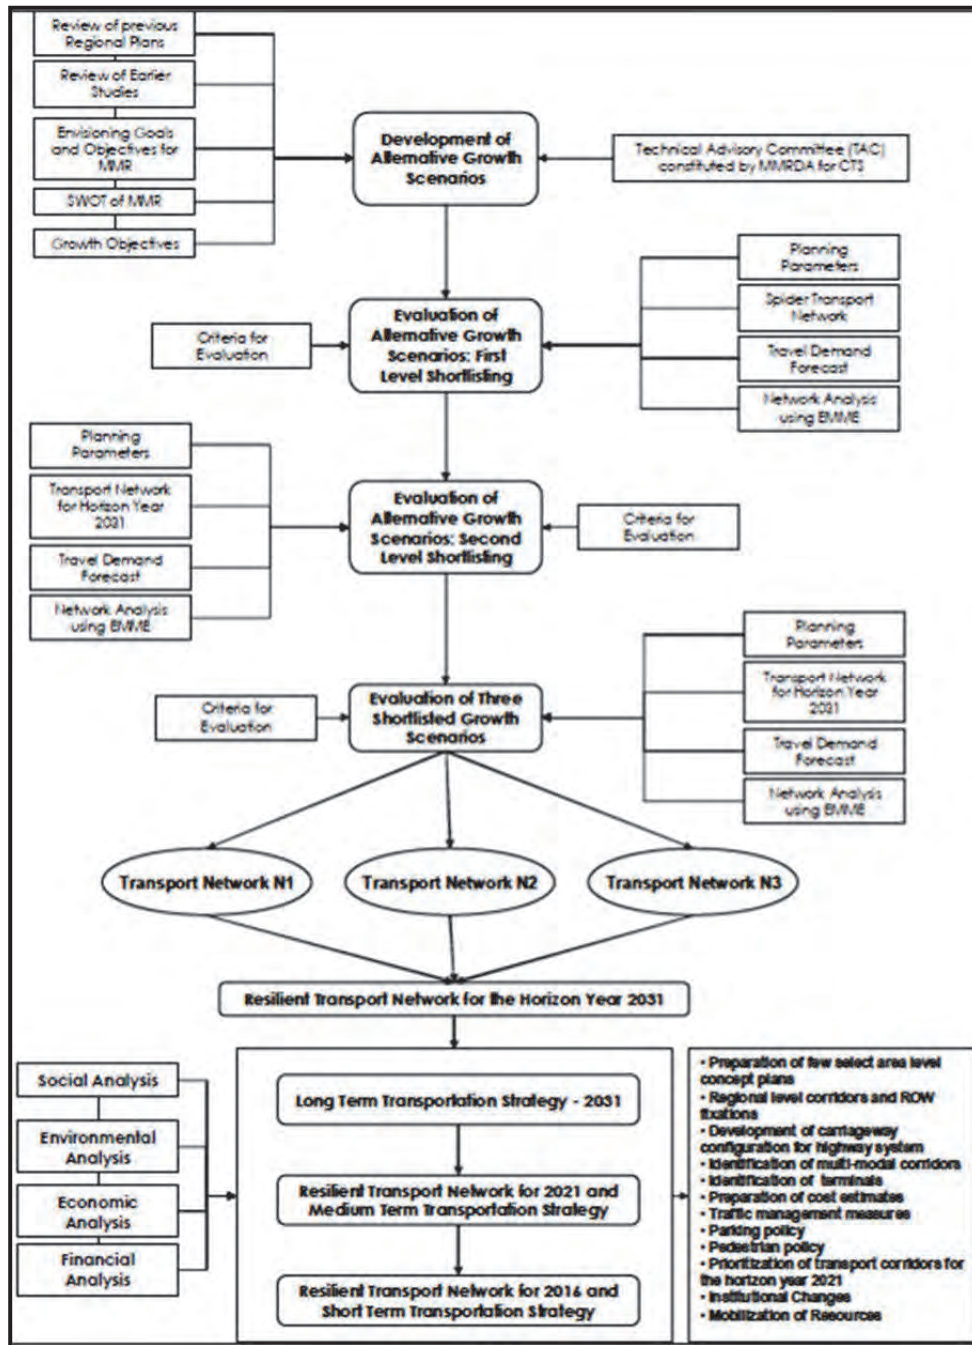 Review of previous
Regional Plans
Review of Earlier
Studies
Envisioning Goals
and Objectives for
MMR
SWOT of MMR
Growth Objectives
Development of
Alternative Growth
Scenarios
Technical Advisory Committee (TAC)
constituted by MMRDA for CTS
Criteria for
Evaluation
Evaluation of
Alternative Growth
Scenarios: First
Level Shortlisting
Planning
Parameters
Spider Transport
Network
Travel Demand
Forecast
Network Analysis
using EMME
Planning
Parameters
Transport Network
for Horizon Year
2031
Travel Demand
Forecast
Network Analysis
using EMME
Evaluation of
Alternative Growth
Scenarios: Second
Level Shortlisting
Criteria for
Evaluation
Criteria for
Evaluation
Evaluation of Three
Shortlisted Growth
Scenarios
Planning
Parameters
Transport Network
for Horizon Year
2031
Travel Demand
Forecast
Network Analysis
using EMME
Transport Network N1
Transport Network N2
Transport Network N3
Resilient Transport Network for the Horizon Year 2031
Social Analysis
Environmental
Analysis
Economic
Analysis
Financial
Analysis
Long Term Transportation Strategy - 2031
Resilient Transport Network for 2021 and
Medium Term Transportation Strategy
Resilient Transport Network for 2016 and
Short Term Transportation Strategy
• Preparation of few select area level
concept plans
• Regional level corridors and ROW
fixations
• Development of carriageway
configuration for highway system
• Identification of multi-modal corridors
• Identification of terminals
• Preparation of cost estimates
• Traffic management measures
• Parking policy
• Pedestrian policy
• Prioritization of transport corridors for
the horizon year 2021
• Institutional Changes
• Mobilization of Resources